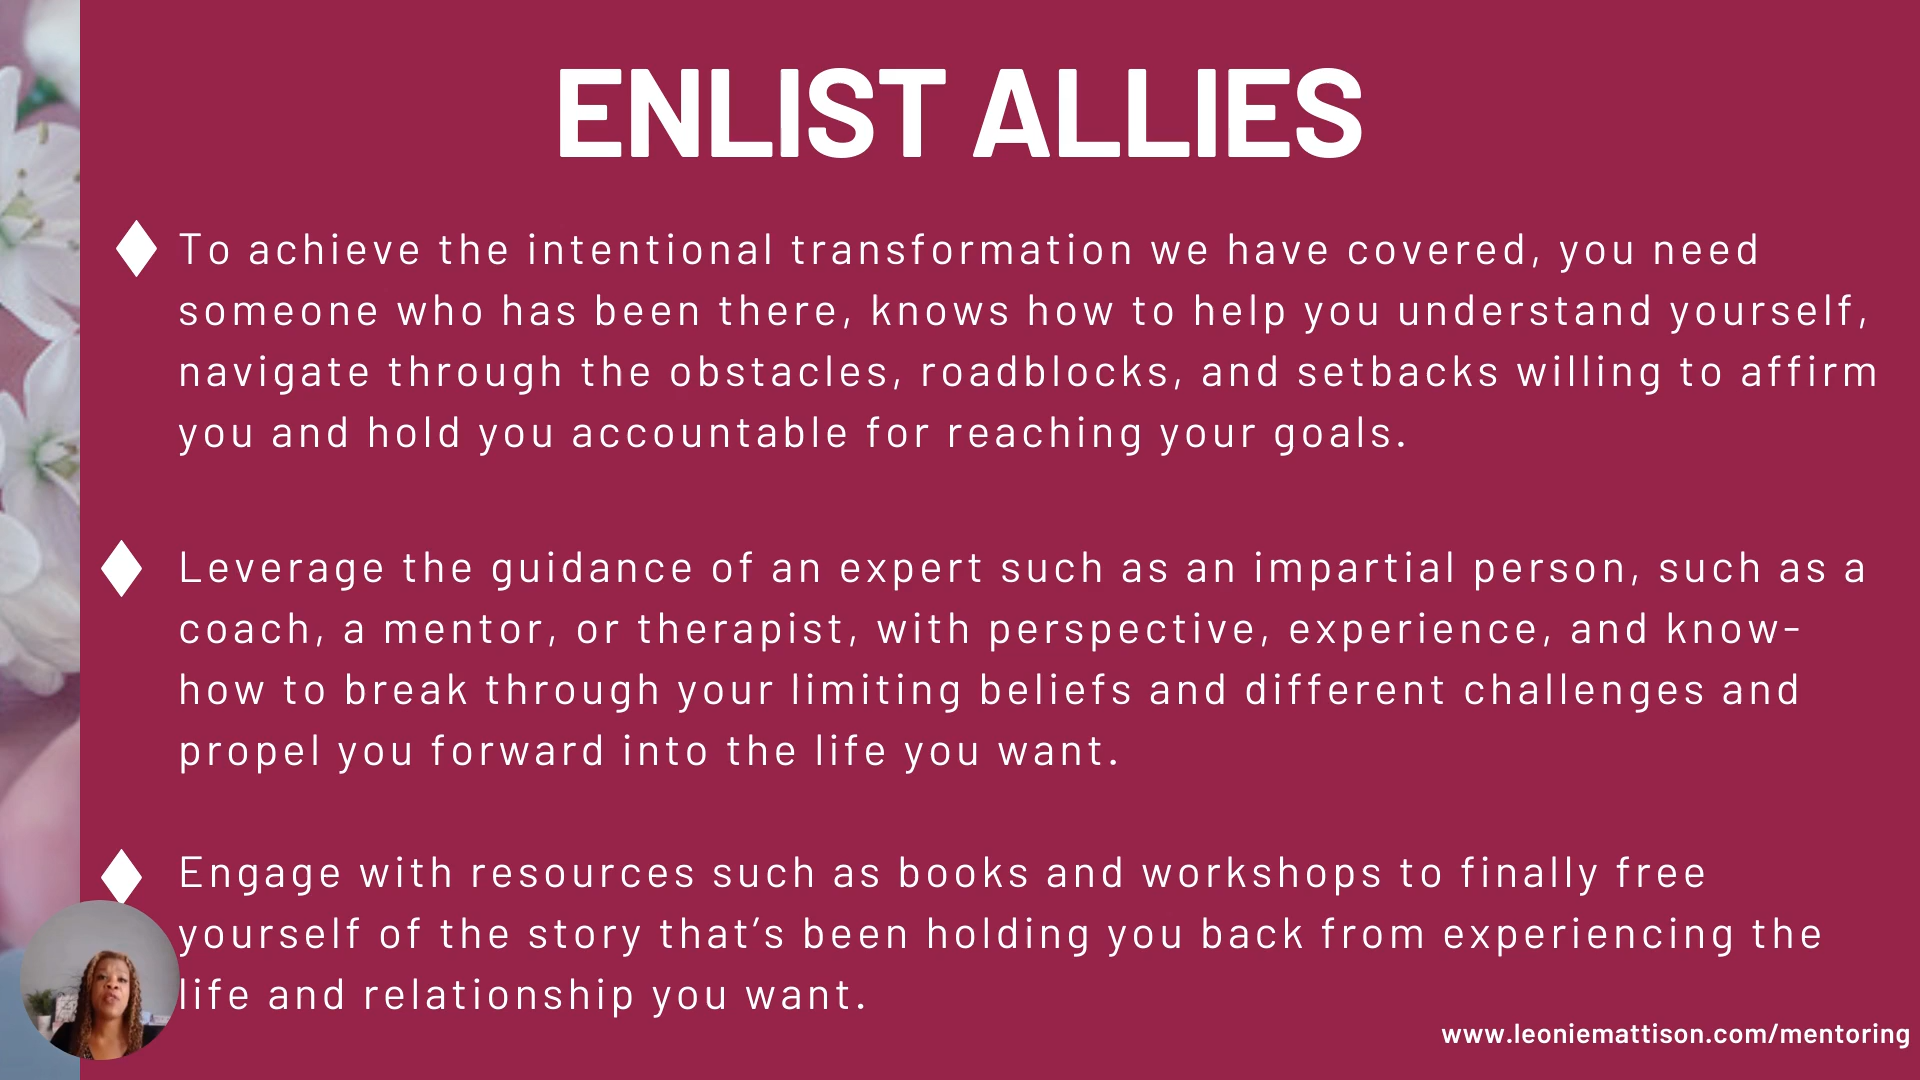 ENLIST ALLIES
To achieve the intentional transformation we have covered, you need
someone who has been there, knows how to help you understand yourself,
navigate through the obstacles, roadblocks, and setbacks willing to affirm
you and hold you accountable for reaching your goals.
Leverage the guidance of an expert such as an impartial person, such as a
coach, a mentor, or therapist, with perspective, experience, and know-
how to break through your limiting beliefs and different challenges and
propel you forward into the life you want.
Engage with resources such as books and workshops to finally free
yourself of the story that’s been holding you back from experiencing the
life and relationship you want.
www.leoniemattison.com/mentoring